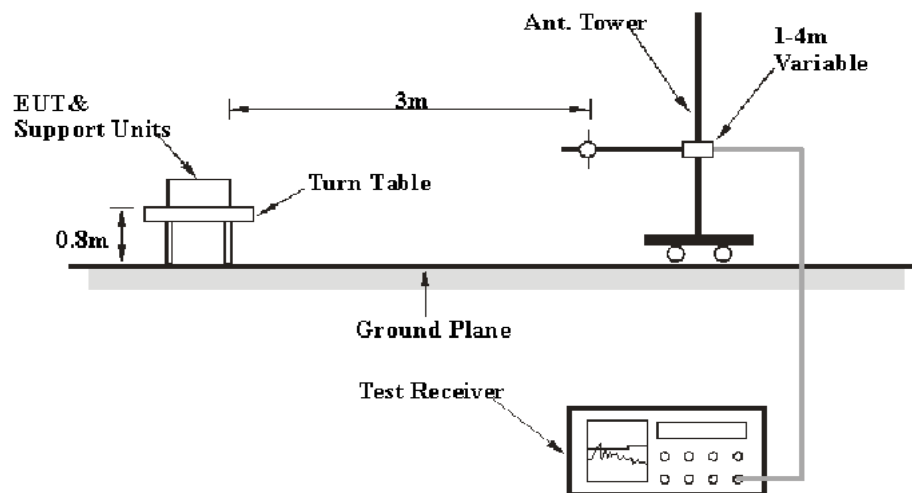 Ant. Tower
1-4m
Variable
EUT&
Support Units
3m
Turn Table
0.8m
Ground Plane
Test Receiver